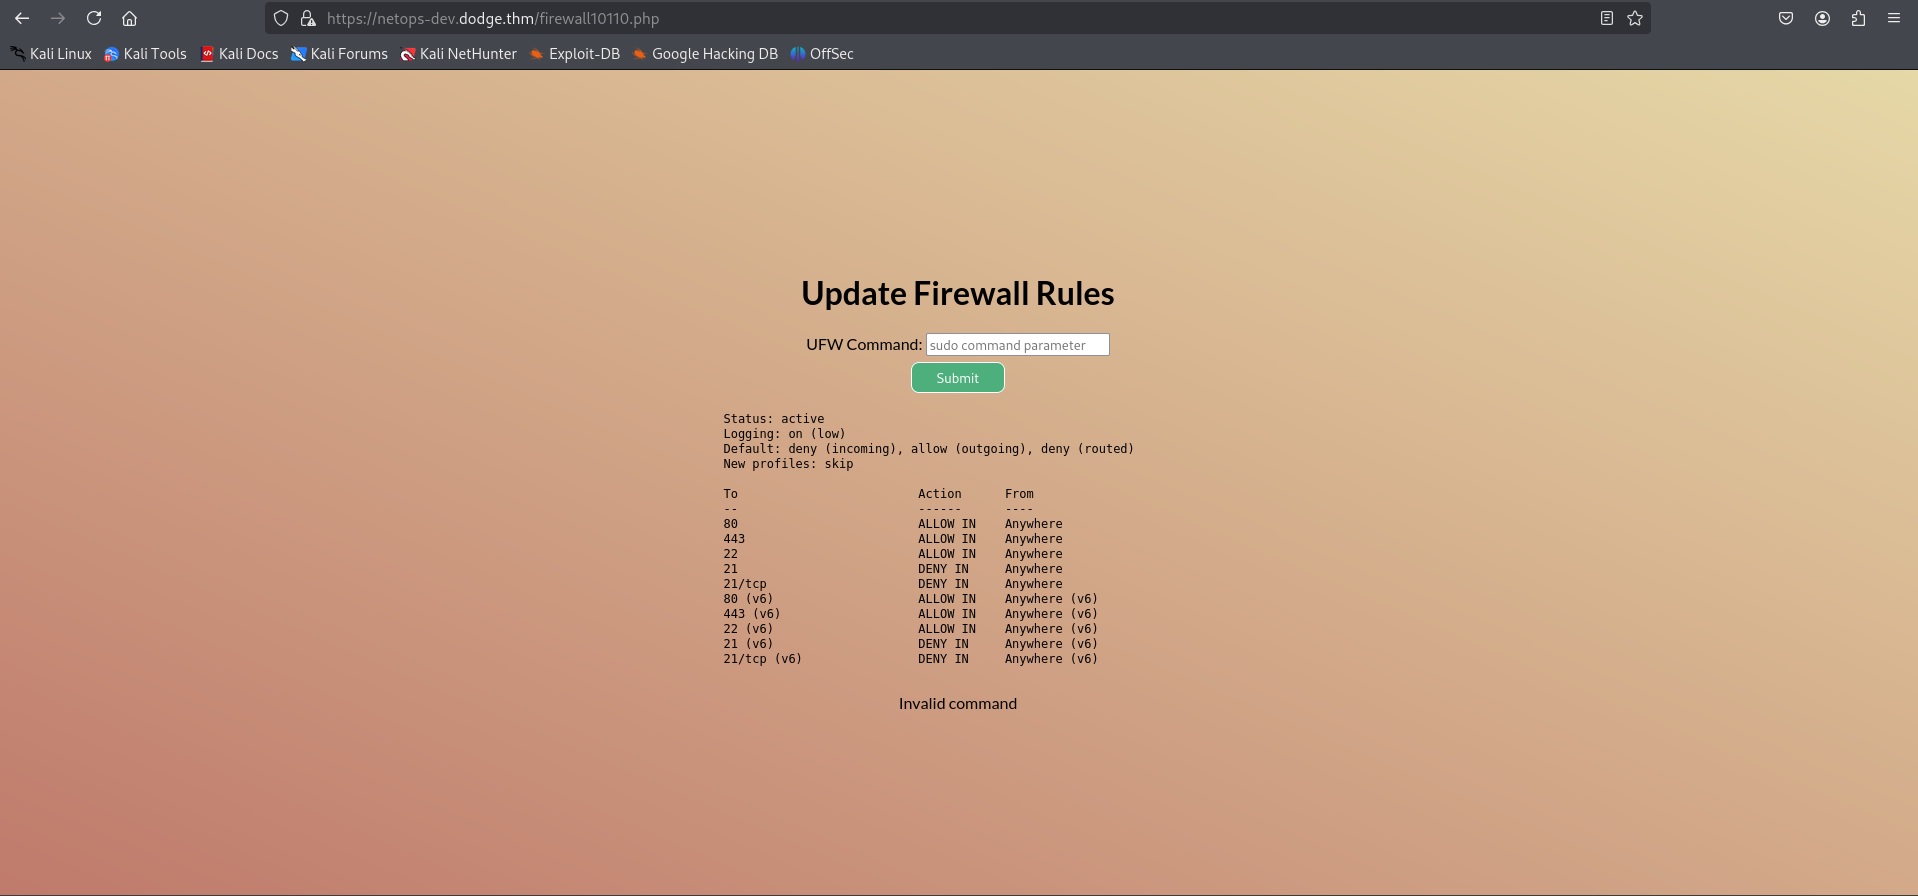 https://netops-dev.dodge.thm/firewall10110.php
Kali Linux Kali Tools Kali Docs Kali Forums Kali NetHunter Exploit-DB Google Hacking DB OffSec
Update Firewall Rules
UFW Command: sudo command parameter
Submit
Status: active
Logging: on (low)
Default: deny (incoming), allow (outgoing), deny (routed)
New profiles: skip
To                         Action      From
--                         ------      ----
80                         ALLOW IN    Anywhere
443                        ALLOW IN    Anywhere
22                         ALLOW IN    Anywhere
21                         DENY IN     Anywhere
21/tcp                     DENY IN     Anywhere
80 (v6)                    ALLOW IN    Anywhere (v6)
443 (v6)                   ALLOW IN    Anywhere (v6)
22 (v6)                    ALLOW IN    Anywhere (v6)
21 (v6)                    DENY IN     Anywhere (v6)
21/tcp (v6)                DENY IN     Anywhere (v6)
Invalid command